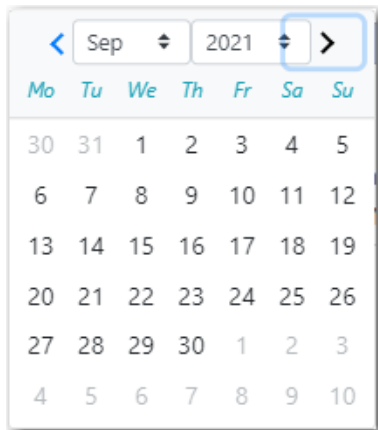 Sep 2021
Mo Tu We Th Fr Sa Su
30 31 1 2 3 4 5
6 7 8 9 10 11 12
13 14 15 16 17 18 19
20 21 22 23 24 25 26
27 28 29 30 1 2 3
4 5 6 7 8 9 10